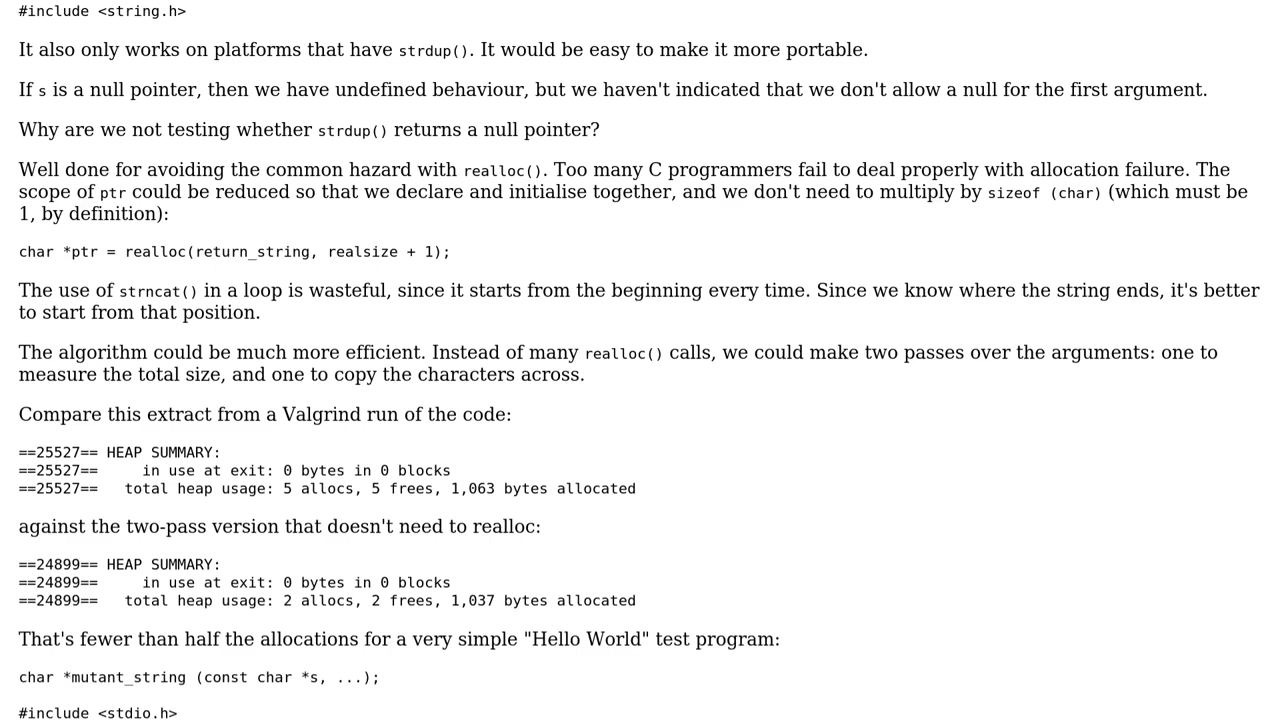 #include <string.h>
It also only works on platforms that have strdup(). It would be easy to make it more portable.
If s is a null pointer, then we have undefined behaviour, but we haven't indicated that we don't allow a null for the first argument.
Why are we not testing whether strdup() returns a null pointer?
Well done for avoiding the common hazard with realloc(). Too many C programmers fail to deal properly with allocation failure. The
scope of ptr could be reduced so that we declare and initialise together, and we don't need to multiply by sizeof (char) (which must be
1, by definition):
char *ptr = realloc(return_string, realsize + 1);
The use of strncat() in a loop is wasteful, since it starts from the beginning every time. Since we know where the string ends, it's better
to start from that position.
The algorithm could be much more efficient. Instead of many realloc() calls, we could make two passes over the arguments: one to
measure the total size, and one to copy the characters across.
Compare this extract from a Valgrind run of the code:
==25527== HEAP SUMMARY:
==25527==     in use at exit: 0 bytes in 0 blocks
==25527==   total heap usage: 5 allocs, 5 frees, 1,063 bytes allocated
against the two-pass version that doesn't need to realloc:
==24899== HEAP SUMMARY:
==24899==     in use at exit: 0 bytes in 0 blocks
==24899==   total heap usage: 2 allocs, 2 frees, 1,037 bytes allocated
That's fewer than half the allocations for a very simple "Hello World" test program:
char *mutant_string (const char *s, ...);
#include <stdio.h>